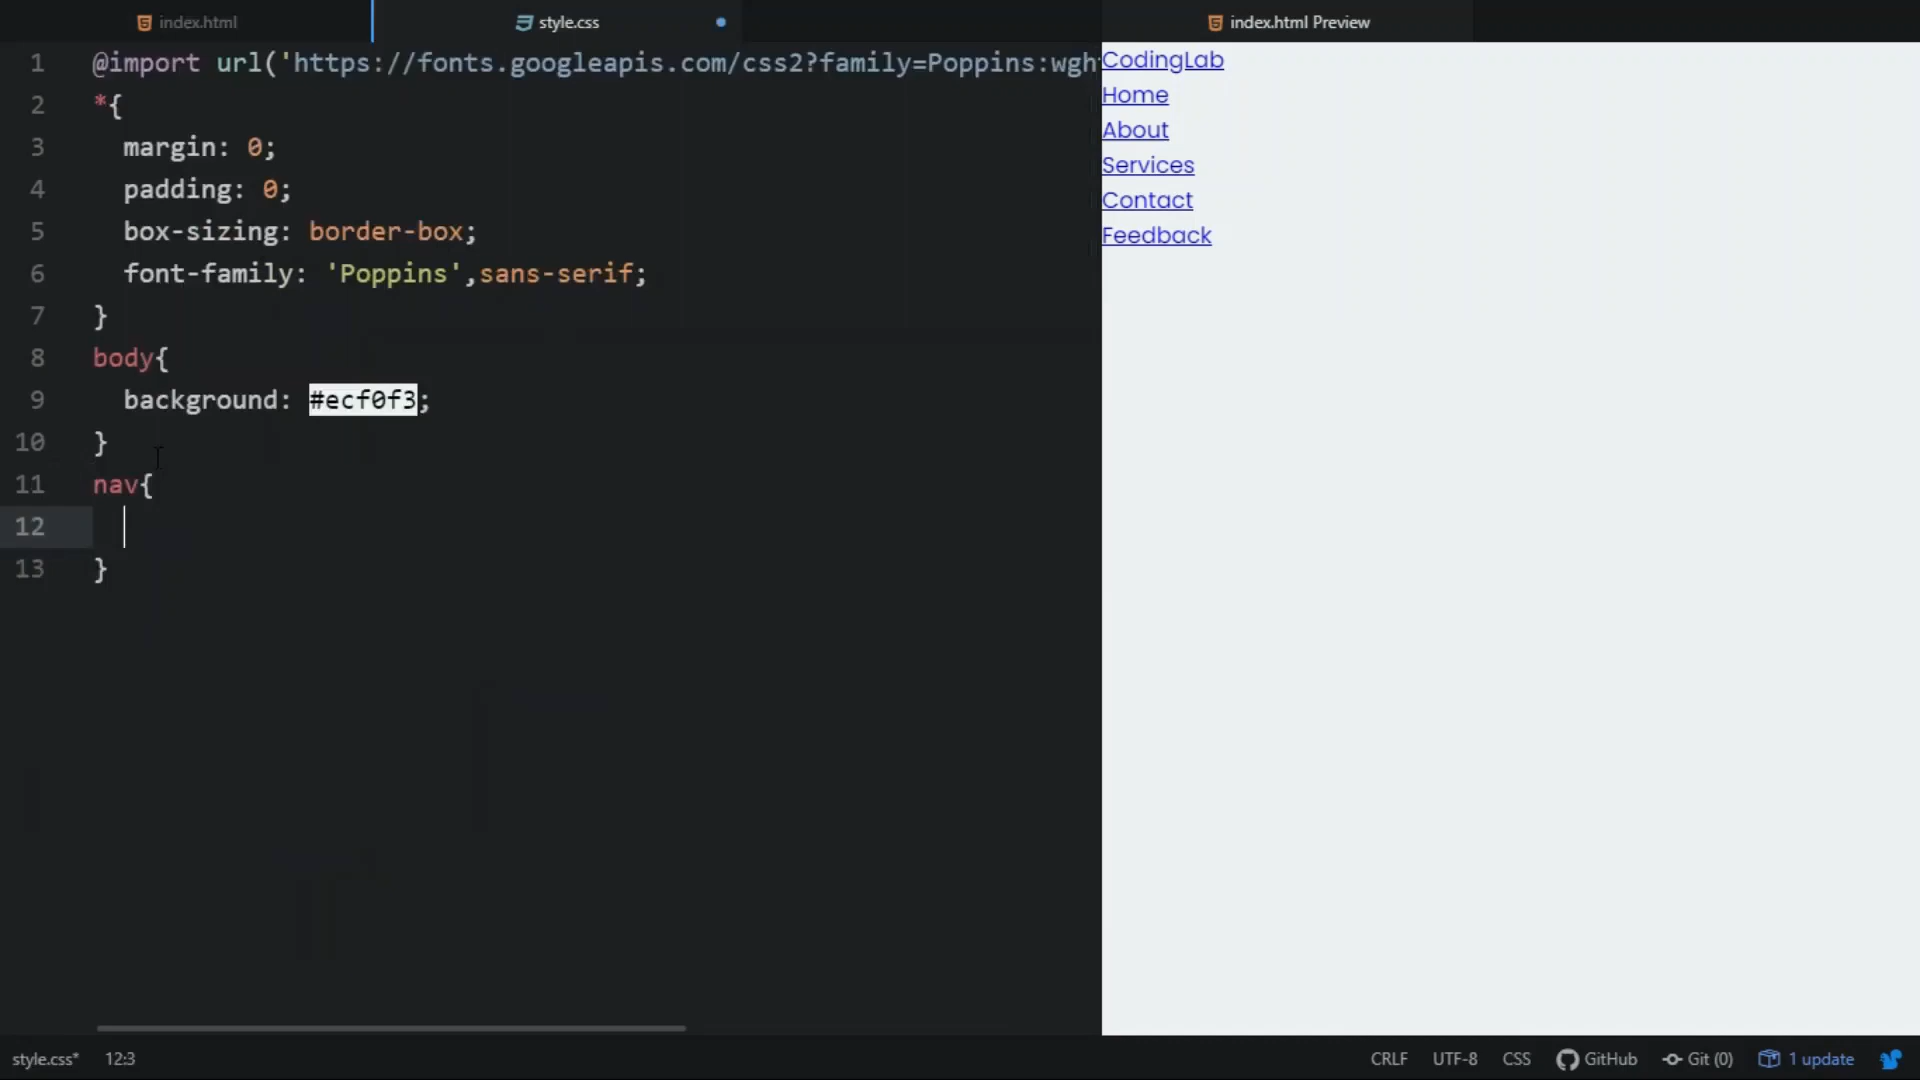 index.html
style.css
index.html Preview
1 @import url('https://fonts.googleapis.com/css2?family=Poppins:wgh
2 *{
3 margin: 0;
4 padding: 0;
5 box-sizing: border-box;
6 font-family: 'Poppins',sans-serif;
7 }
8 body{
9 background: #ecf0f3;
10 }
11 nav{
12
13 }
CodingLab
Home
About
Services
Contact
Feedback
style.css* 12:3 CRLF UTF-8 CSS GitHub Git (0) 1 update